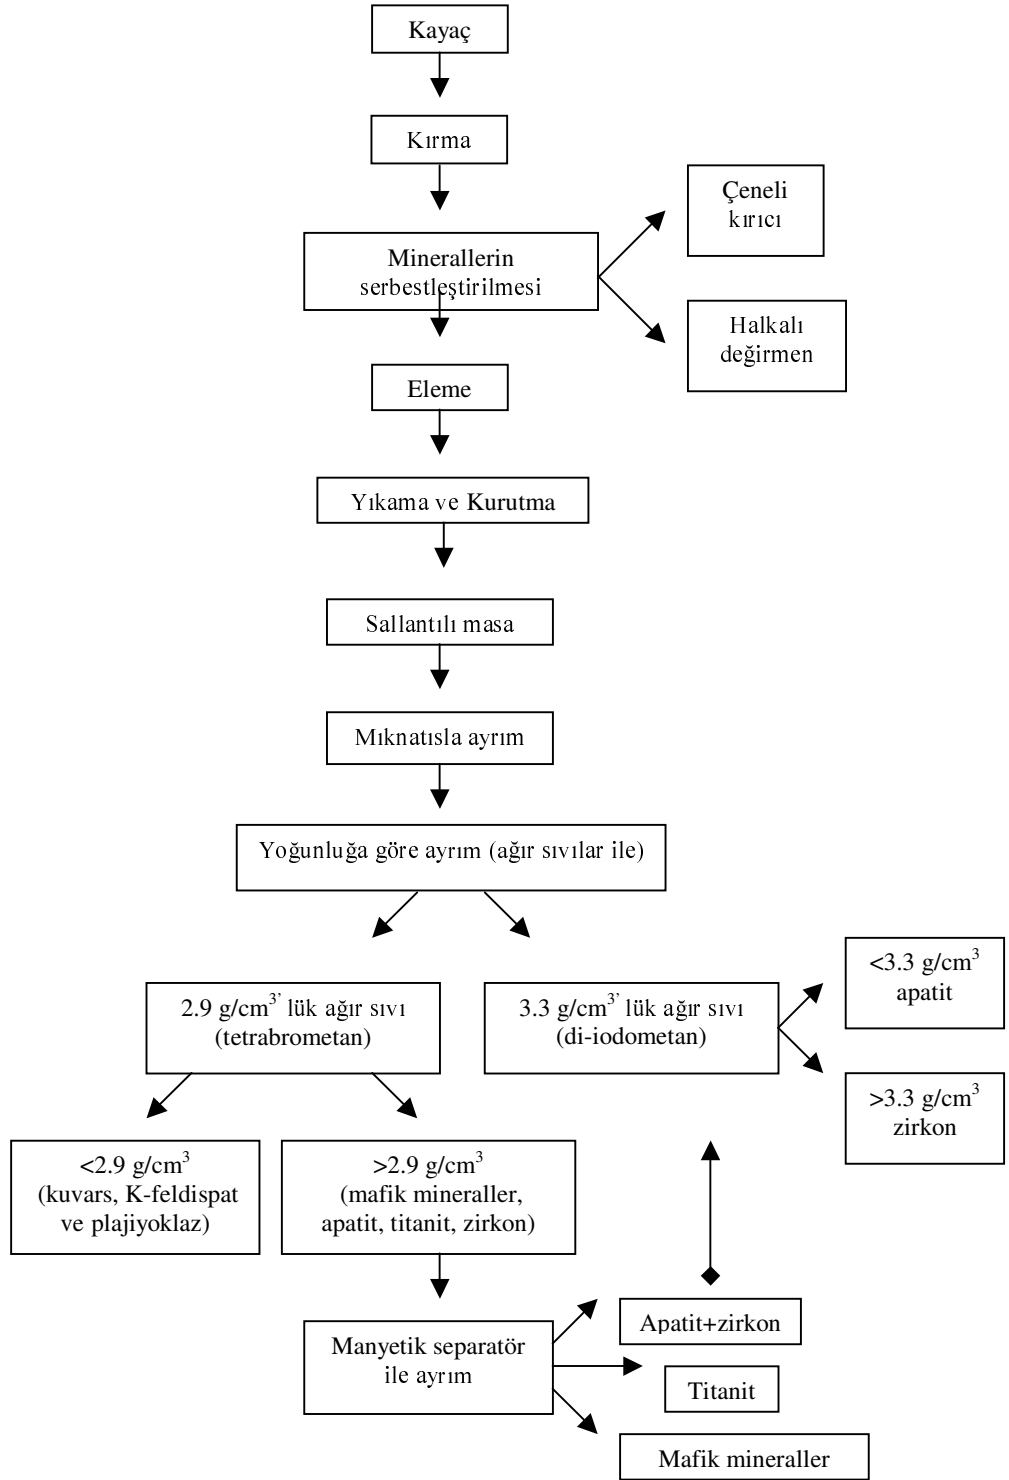 Kayaç
Kırma
Çeneli
kırıcı
Minerallerin
serbestleştirilmesi
Halkalı
değirmen
Eleme
Yıkama ve Kurutma
Sallantılı masa
Mıknatısla ayrım
Yoğunluğa göre ayrım (ağır sıvılar ile)
2.9 g/cm³’ lük ağır sıvı
(tetrabrometan)
3.3 g/cm³’ lük ağır sıvı
(di-iodometan)
<3.3 g/cm³
apatit
>3.3 g/cm³
zirkon
<2.9 g/cm³
(kuvars, K-feldispat
ve plajiyoklaz)
>2.9 g/cm³
(mafik mineraller,
apatit, titanit, zirkon)
Manyetik separatör
ile ayrım
Apatit+zirkon
Titanit
Mafik mineraller